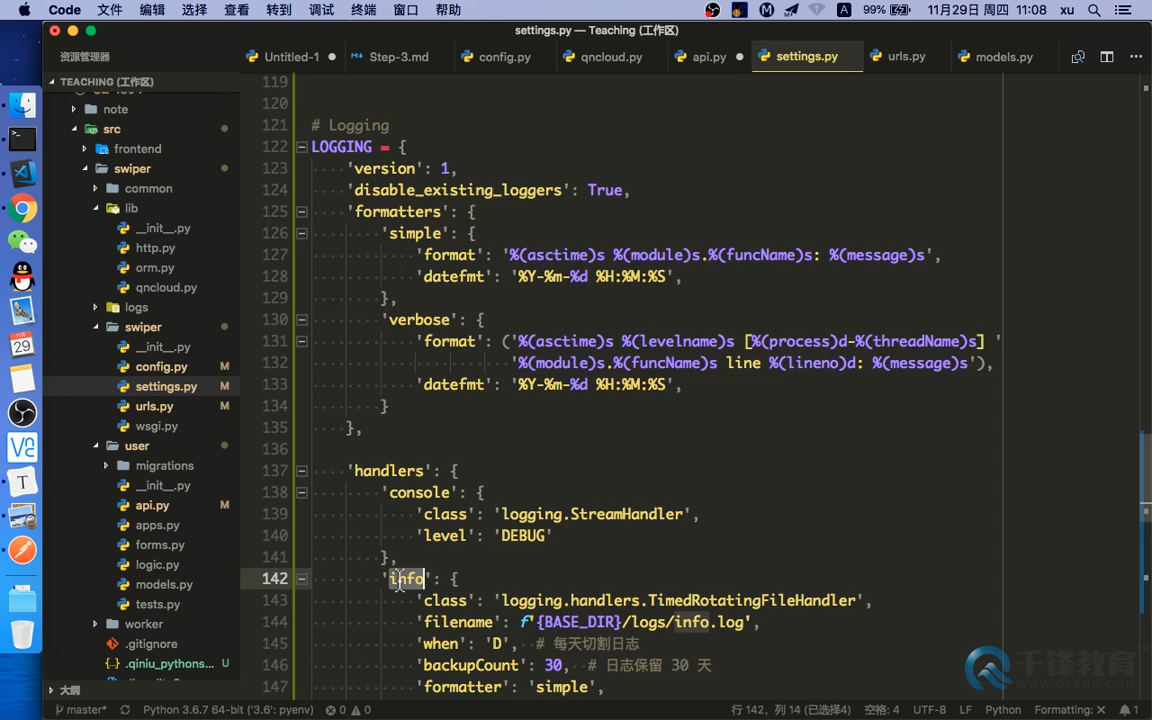 Code 文件 编辑 选择 查看 转到 调试 终端 窗口 帮助 99% 11月29日 周四 11:08 xu
settings.py — Teaching (工作区)
资源管理器
Untitled-1 Step-3.md config.py qncloud.py api.py settings.py urls.py models.py
TEACHING (工作区)
note
src
frontend
swiper
common
lib
__init__.py
http.py
orm.py
qncloud.py
logs
swiper
__init__.py
config.py M
settings.py M
urls.py M
wsgi.py
user
migrations
__init__.py
api.py M
apps.py
forms.py
logic.py
models.py
tests.py
worker
.gitignore
.qiniu_pythons... U
大纲
119
120
121 # Logging
122 LOGGING = {
123 'version': 1,
124 'disable_existing_loggers': True,
125 'formatters': {
126 'simple': {
127 'format': '%(asctime)s %(module)s.%(funcName)s: %(message)s',
128 'datefmt': '%Y-%m-%d %H:%M:%S',
129 },
130 'verbose': {
131 'format': ('%(asctime)s %(levelname)s [%(process)d-%(threadName)s] '
132 '%(module)s.%(funcName)s line %(lineno)d: %(message)s'),
133 'datefmt': '%Y-%m-%d %H:%M:%S',
134 }
135 },
136
137 'handlers': {
138 'console': {
139 'class': 'logging.StreamHandler',
140 'level': 'DEBUG'
141 },
142 'info': {
143 'class': 'logging.handlers.TimedRotatingFileHandler',
144 'filename': f'{BASE_DIR}/logs/info.log',
145 'when': 'D', # 每天切割日志
146 'backupCount': 30, # 日志保留 30 天
147 'formatter': 'simple',
千锋教育
WWW.QFEDU.COM
master* Python 3.6.7 64-bit ('3.6': pyenv) 0 0 行 142，列 14 (已选择4) 空格: 4 UTF-8 LF Python Formatting: × 1